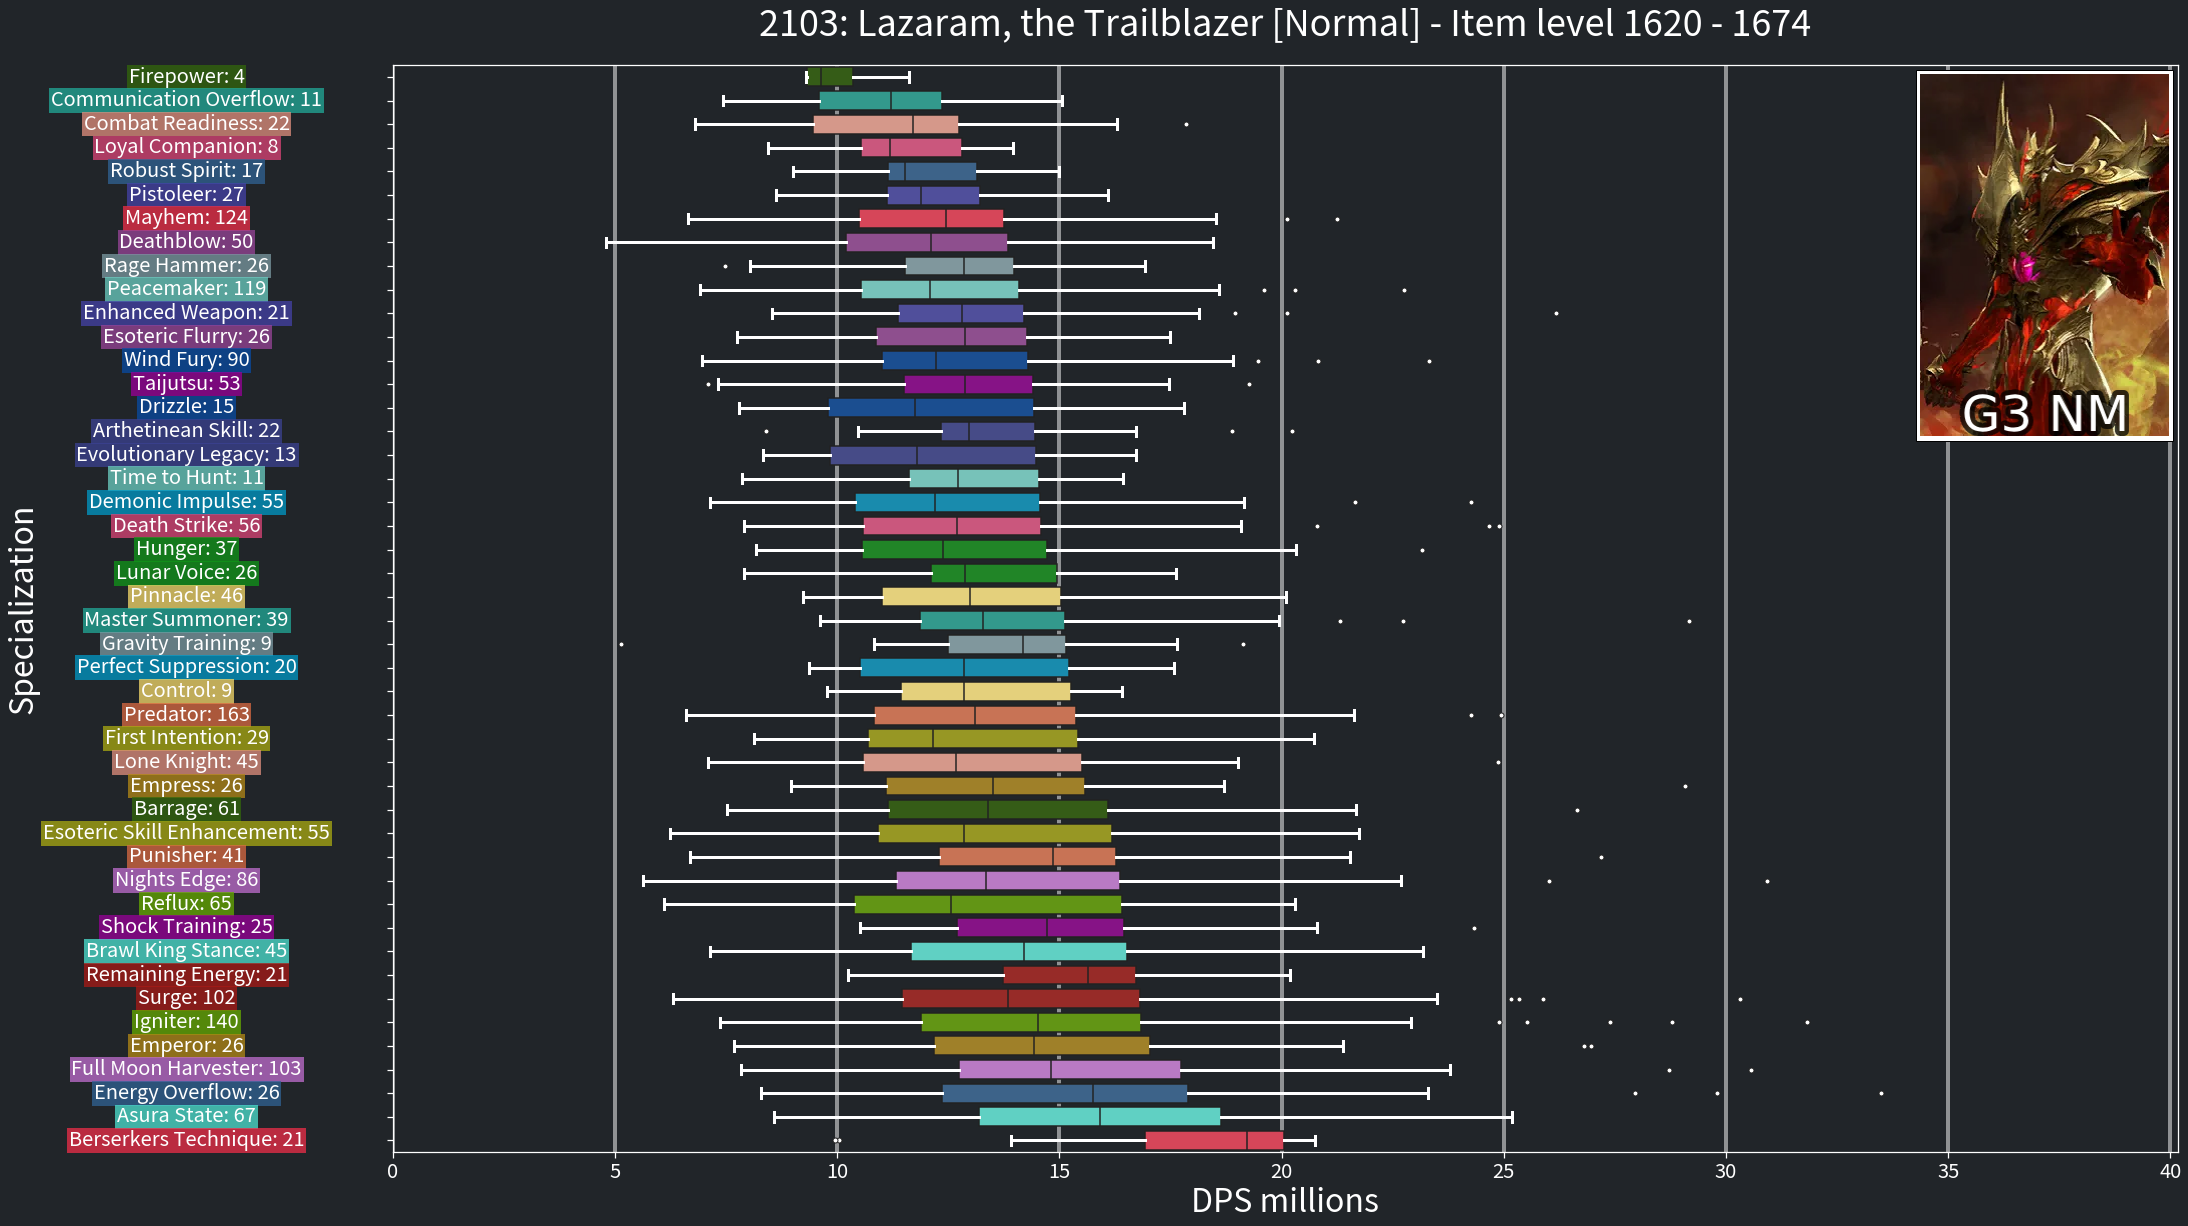 2103: Lazaram, the Trailblazer [Normal] - Item level 1620 - 1674
Specialization
Firepower: 4
Communication Overflow: 11
Combat Readiness: 22
Loyal Companion: 8
Robust Spirit: 17
Pistoleer: 27
Mayhem: 124
Deathblow: 50
Rage Hammer: 26
Peacemaker: 119
Enhanced Weapon: 21
Esoteric Flurry: 26
Wind Fury: 90
Taijutsu: 53
Drizzle: 15
Arthetinean Skill: 22
Evolutionary Legacy: 13
Time to Hunt: 11
Demonic Impulse: 55
Death Strike: 56
Hunger: 37
Lunar Voice: 26
Pinnacle: 46
Master Summoner: 39
Gravity Training: 9
Perfect Suppression: 20
Control: 9
Predator: 163
First Intention: 29
Lone Knight: 45
Empress: 26
Barrage: 61
Esoteric Skill Enhancement: 55
Punisher: 41
Nights Edge: 86
Reflux: 65
Shock Training: 25
Brawl King Stance: 45
Remaining Energy: 21
Surge: 102
Igniter: 140
Emperor: 26
Full Moon Harvester: 103
Energy Overflow: 26
Asura State: 67
Berserkers Technique: 21
G3 NM
0 5 10 15 20 25 30 35 40
DPS millions